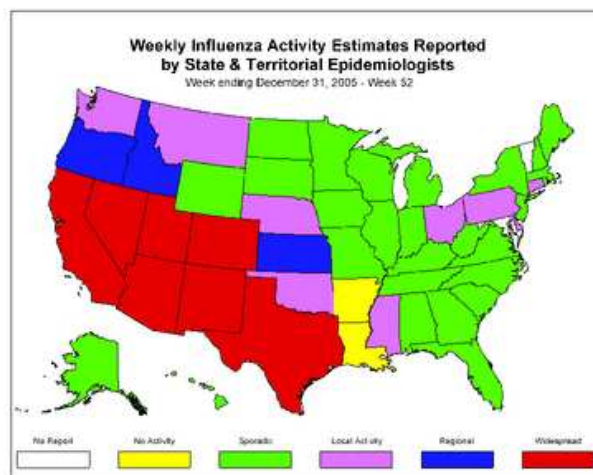 Weekly Influenza Activity Estimates Reported
by State & Territorial Epidemiologists
Week ending December 31, 2005 - Week 52
No Report
No Activity
Sporadic
Local Activity
Regional
Widespread